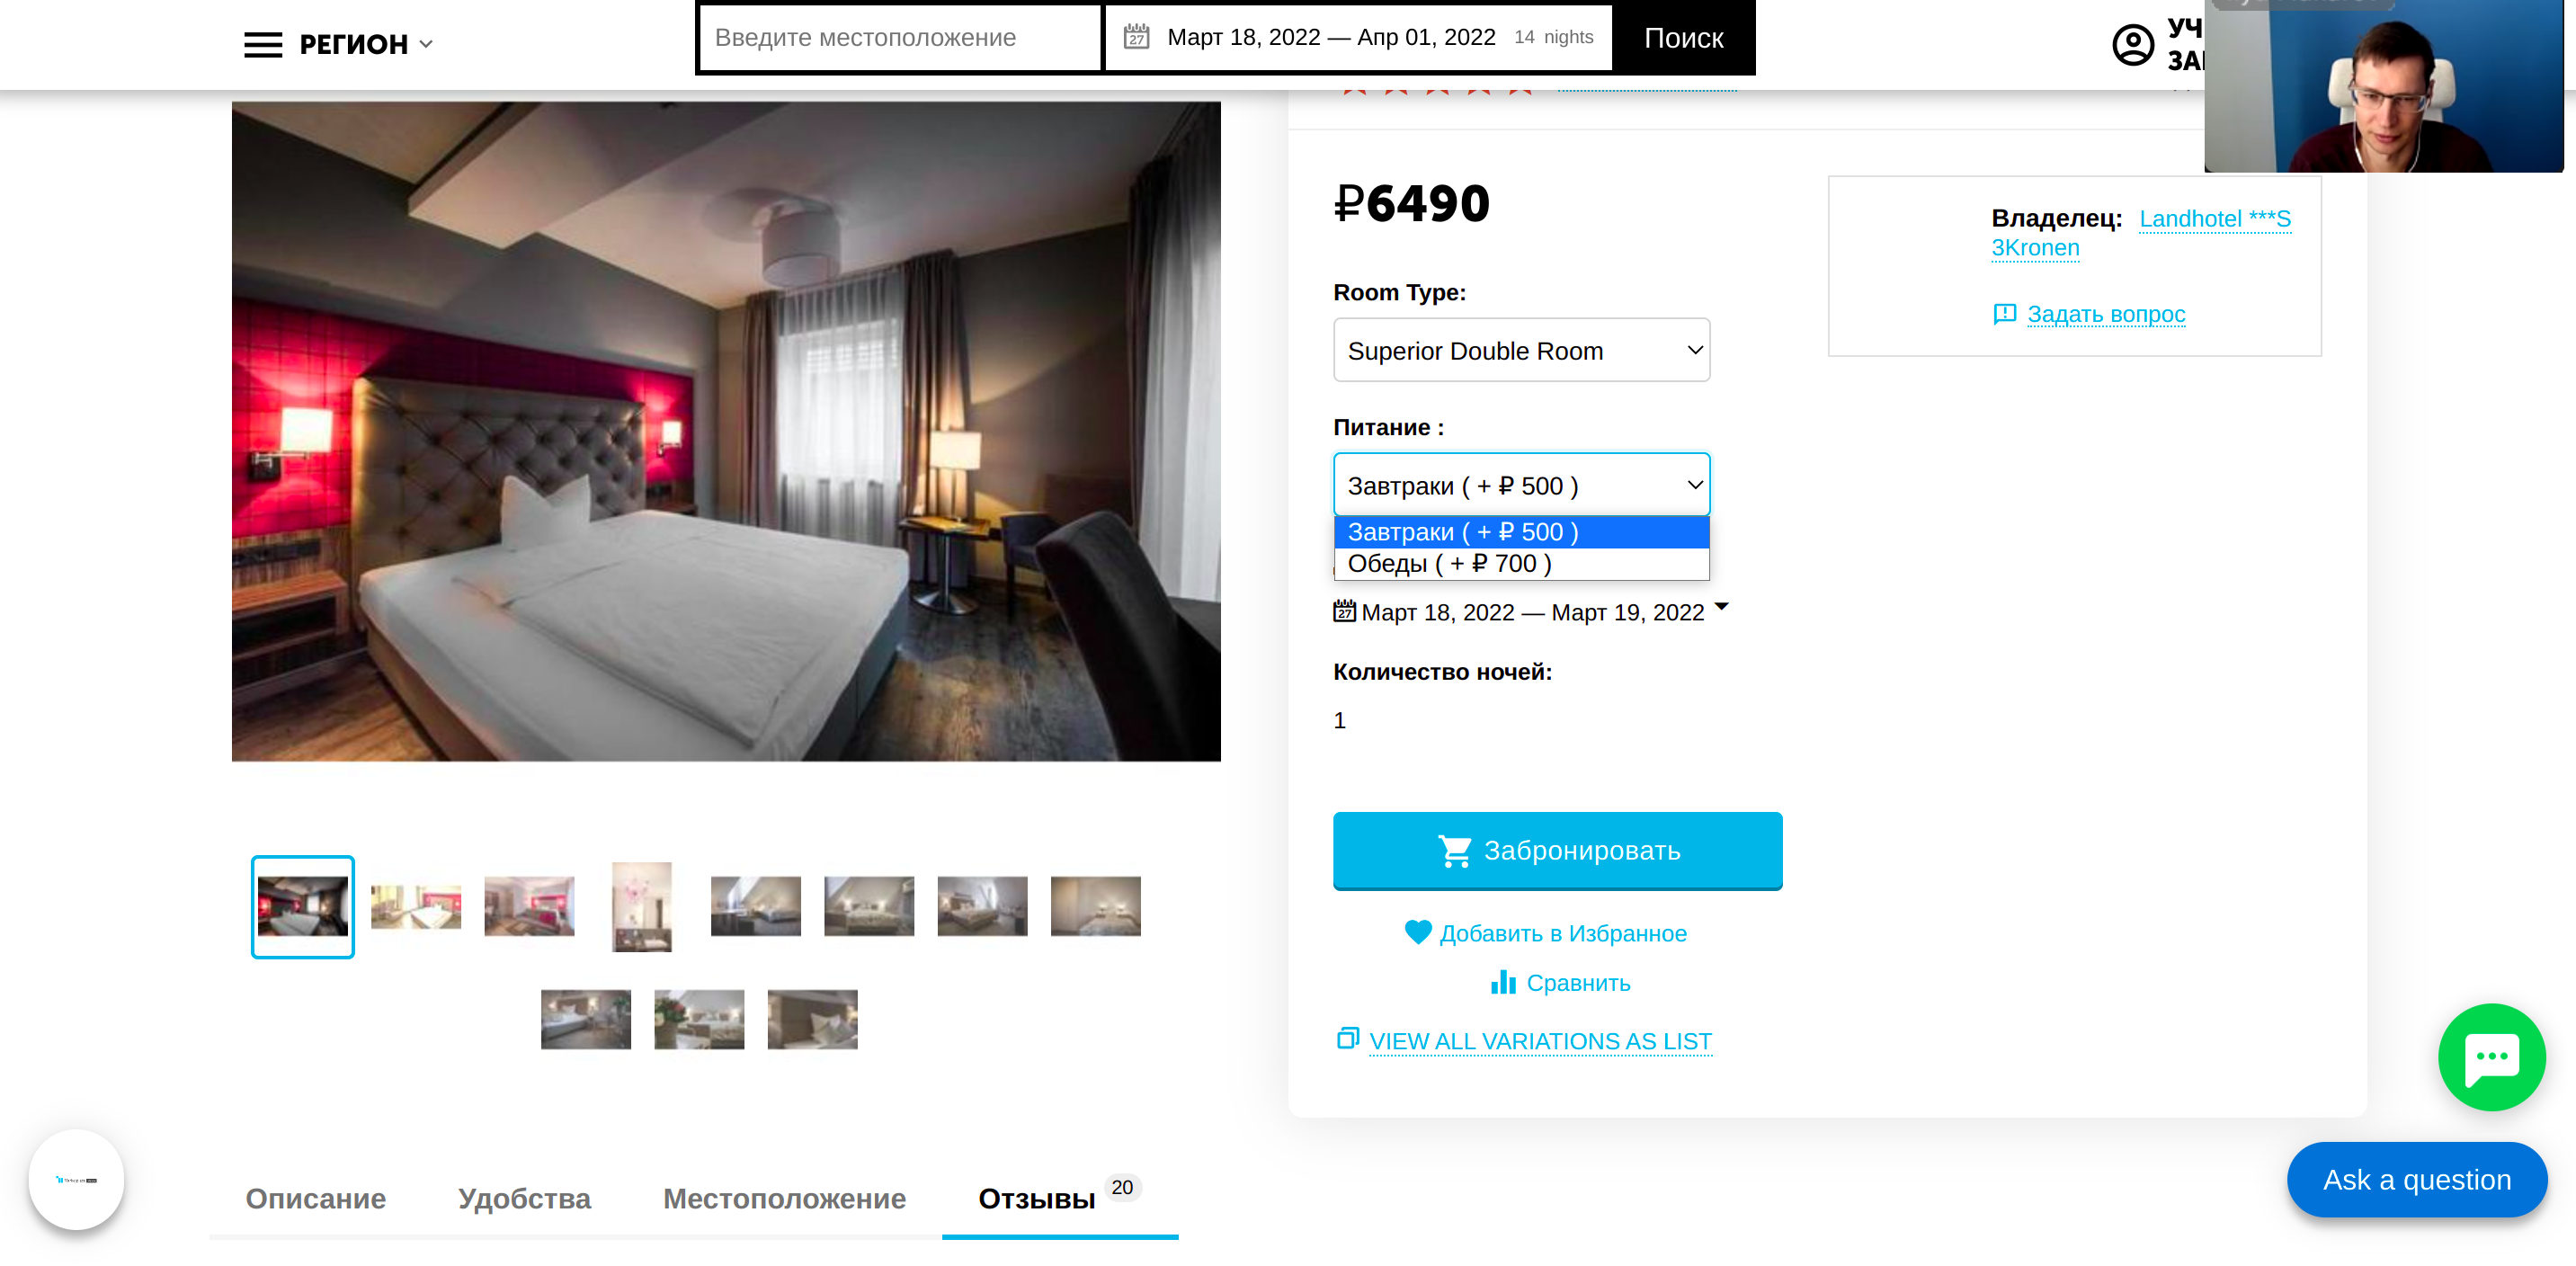 РЕГИОН
Введите местоположение
27
Март 18, 2022 — Апр 01, 2022
14 nights
Поиск
УЧ
₽6490
Владелец: Landhotel ***S
3Kronen
Задать вопрос
Room Type:
Superior Double Room
Питание :
Завтраки ( + ₽ 500 )
Завтраки ( + ₽ 500 )
Обеды ( + ₽ 700 )
27
Март 18, 2022 — Март 19, 2022
Количество ночей:
1
Забронировать
Добавить в Избранное
Сравнить
VIEW ALL VARIATIONS AS LIST
Описание
Удобства
Местоположение
Отзывы
20
Ask a question